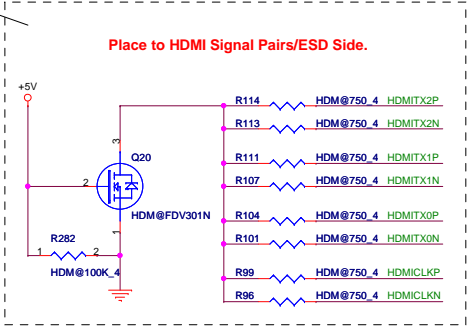 Place to HDMI Signal Pairs/ESD Side.
+5V
R114 HDM@750_4 HDMITX2P
R113 HDM@750_4 HDMITX2N
3
Q20
R111 HDM@750_4 HDMITX1P
2
R107 HDM@750_4 HDMITX1N
HDM@FDV301N
R104 HDM@750_4 HDMITX0P
1
R282
R101 HDM@750_4 HDMITX0N
1 2
HDM@100K_4
R99 HDM@750_4 HDMICLKP
R96 HDM@750_4 HDMICLKN